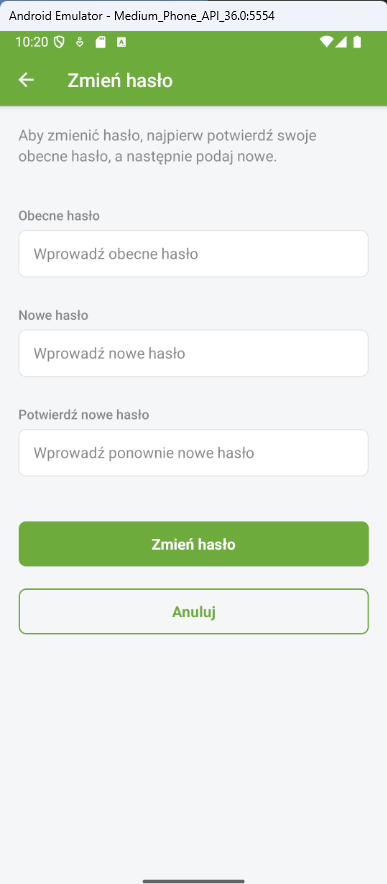 Android Emulator - Medium_Phone_API_36.0:5554
10:20
Zmień hasło
Aby zmienić hasło, najpierw potwierdź swoje
obecne hasło, a następnie podaj nowe.
Obecne hasło
Wprowadź obecne hasło
Nowe hasło
Wprowadź nowe hasło
Potwierdź nowe hasło
Wprowadź ponownie nowe hasło
Zmień hasło
Anuluj